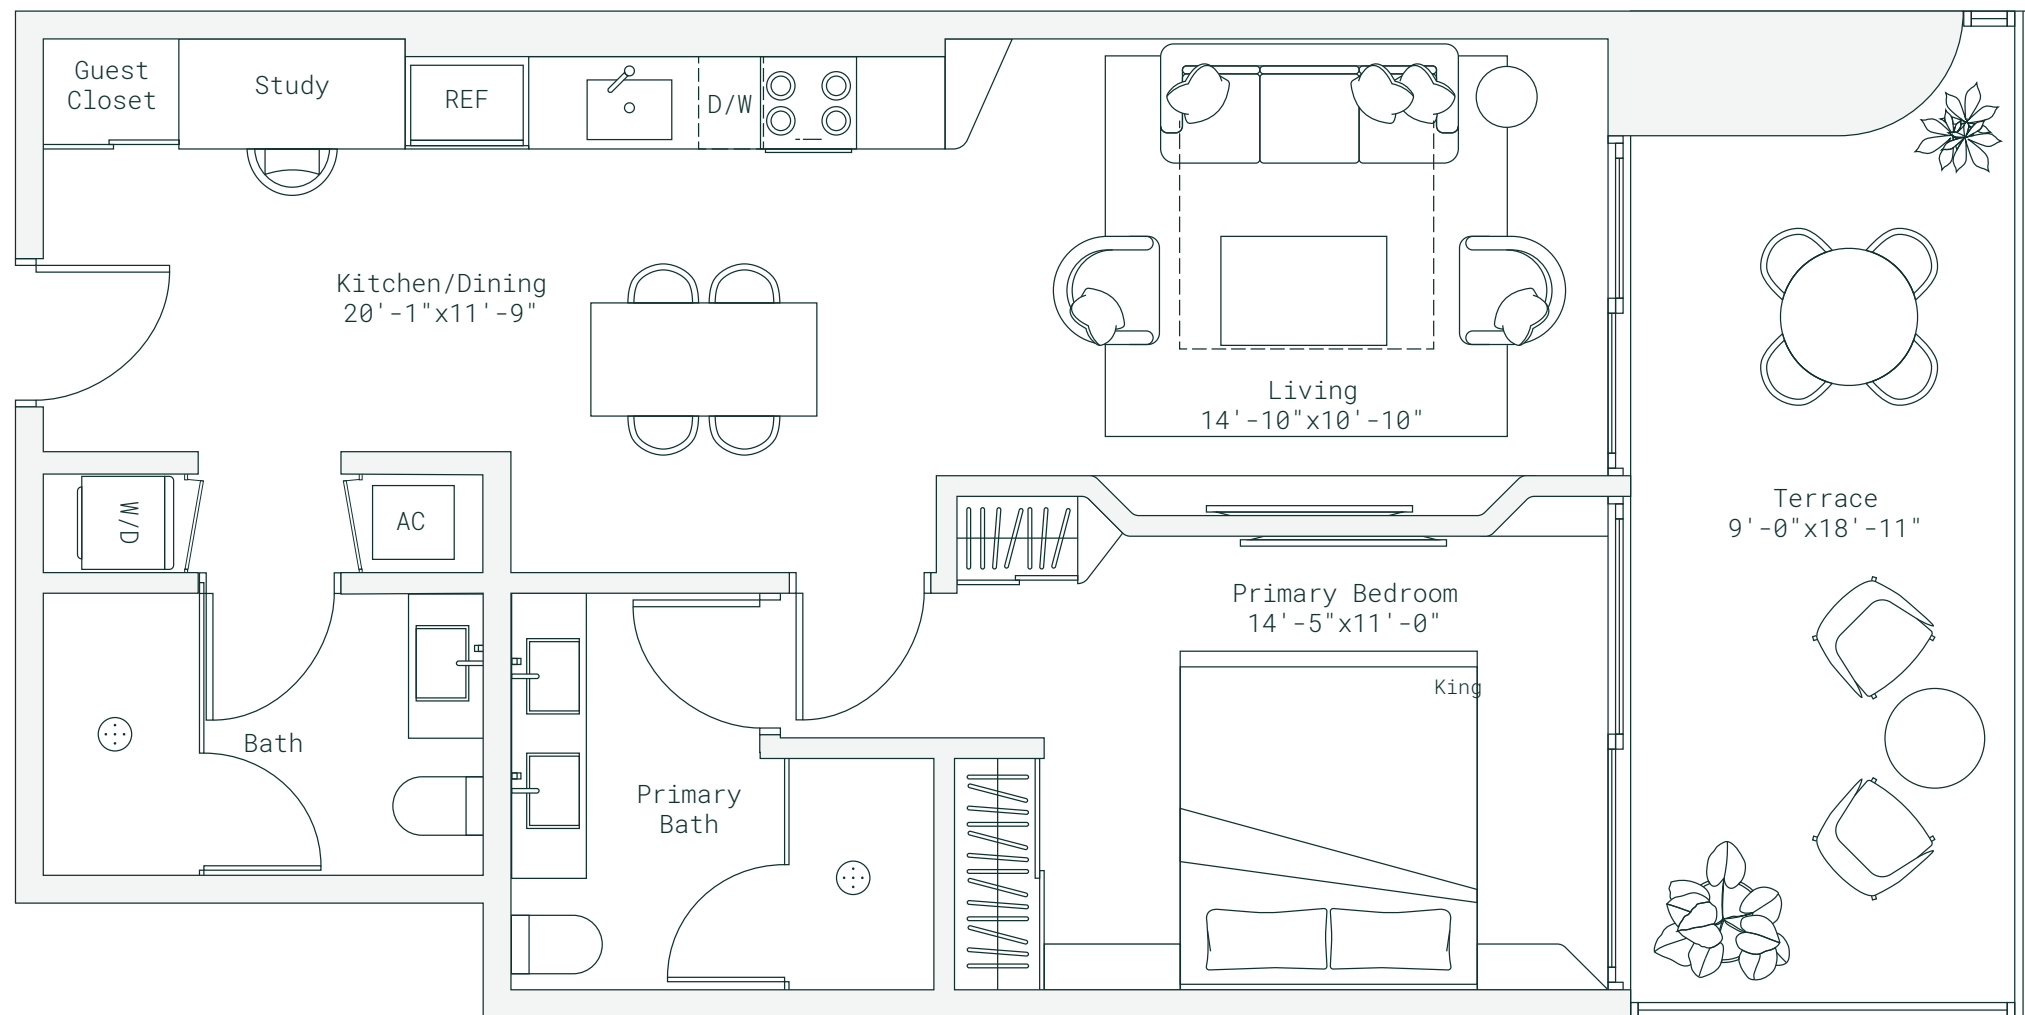 Guest
Closet
Study
REF
D/W
Kitchen/Dining
20'-1"x11'-9"
Living
14'-10"x10'-10"
Terrace
9'-0"x18'-11"
W/D
AC
Primary Bedroom
14'-5"x11'-0"
King
Bath
Primary
Bath